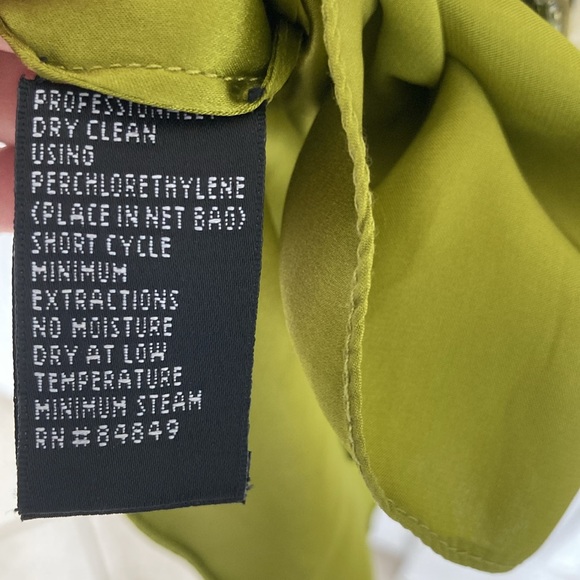 PROFESSIONALLY
DRY CLEAN
USING
PERCHLORETHYLENE
(PLACE IN NET BAG)
SHORT CYCLE
MINIMUM
EXTRACTIONS
NO MOISTURE
DRY AT LOW
TEMPERATURE
MINIMUM STEAM
RN #84849